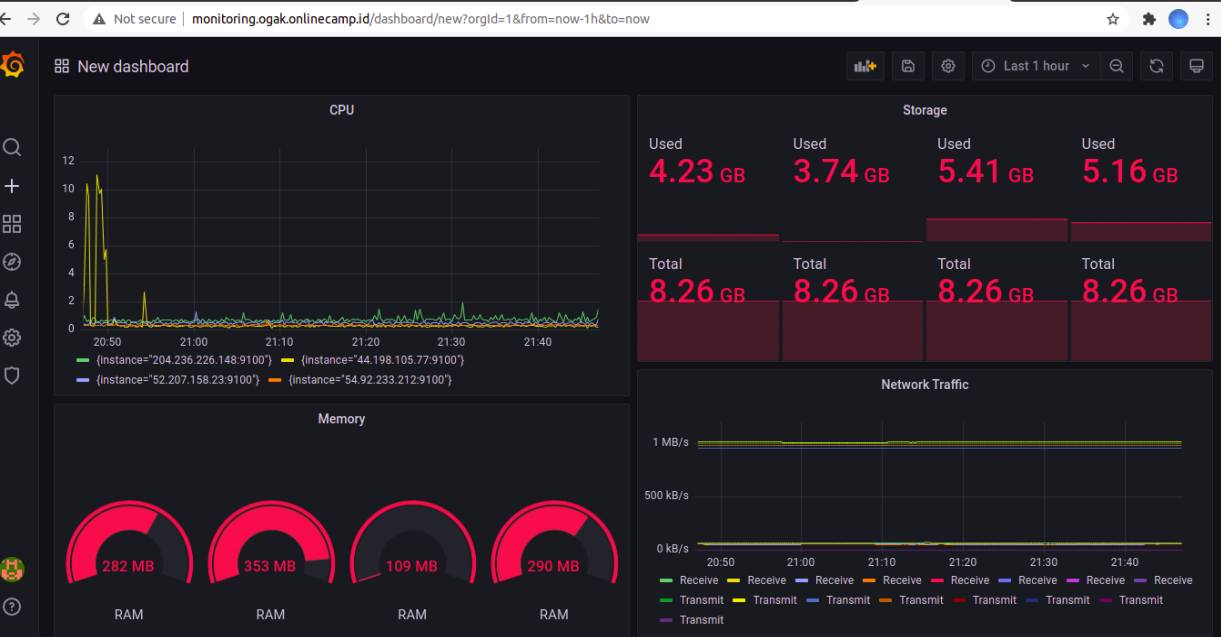 Not secure | monitoring.ogak.onlinecamp.id/dashboard/new?orgId=1&from=now-1h&to=now
New dashboard
Last 1 hour
CPU
12
10
8
6
4
2
0
20:50 21:00 21:10 21:20 21:30 21:40
{instance="204.236.226.148:9100"} {instance="44.198.105.77:9100"}
{instance="52.207.158.23:9100"} {instance="54.92.233.212:9100"}
Storage
Used Used Used Used
4.23 GB 3.74 GB 5.41 GB 5.16 GB
Total Total Total Total
8.26 GB 8.26 GB 8.26 GB 8.26 GB
Memory
282 MB 353 MB 109 MB 290 MB
RAM RAM RAM RAM
Network Traffic
1 MB/s
500 kB/s
0 kB/s
20:50 21:00 21:10 21:20 21:30 21:40
Receive Receive Receive Receive Receive Receive Receive Receive
Transmit Transmit Transmit Transmit Transmit Transmit Transmit
Transmit